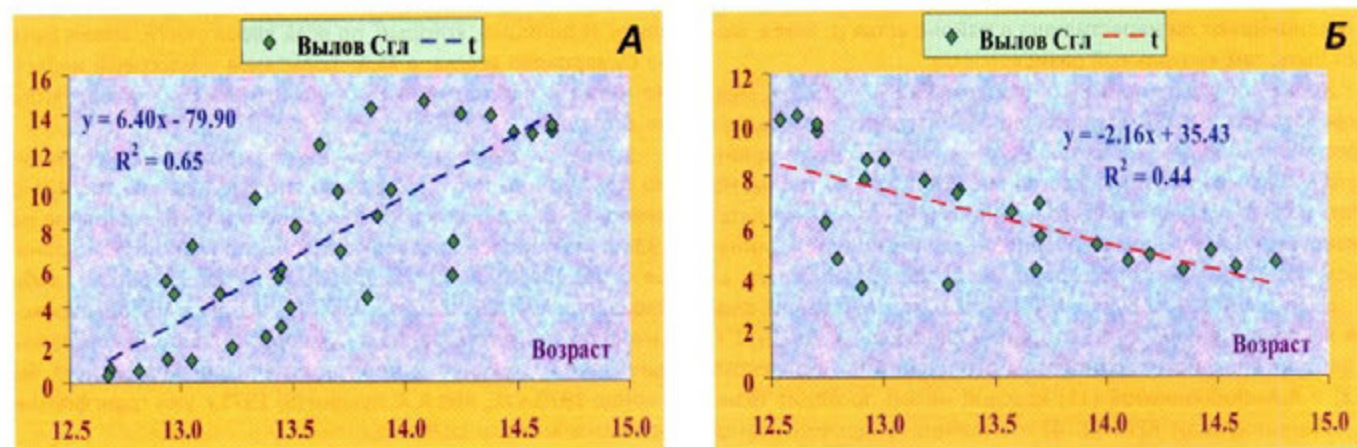 Вылов Сгл t
А
16
14
12
10
8
6
4
2
0
y = 6.40x - 79.90
R² = 0.65
Возраст
12.5 13.0 13.5 14.0 14.5 15.0
Вылов Сгл t
Б
12
10
8
6
4
2
0
y = -2.16x + 35.43
R² = 0.44
Возраст
12.5 13.0 13.5 14.0 14.5 15.0